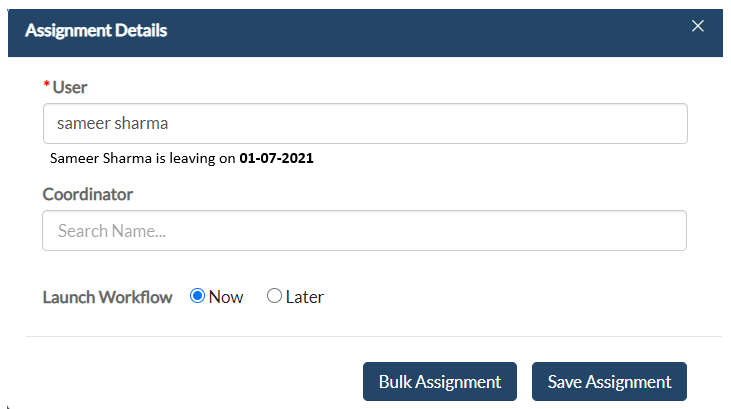 Assignment Details
* User
sameer sharma
Sameer Sharma is leaving on 01-07-2021
Coordinator
Search Name...
Launch Workflow Now Later
Bulk Assignment Save Assignment